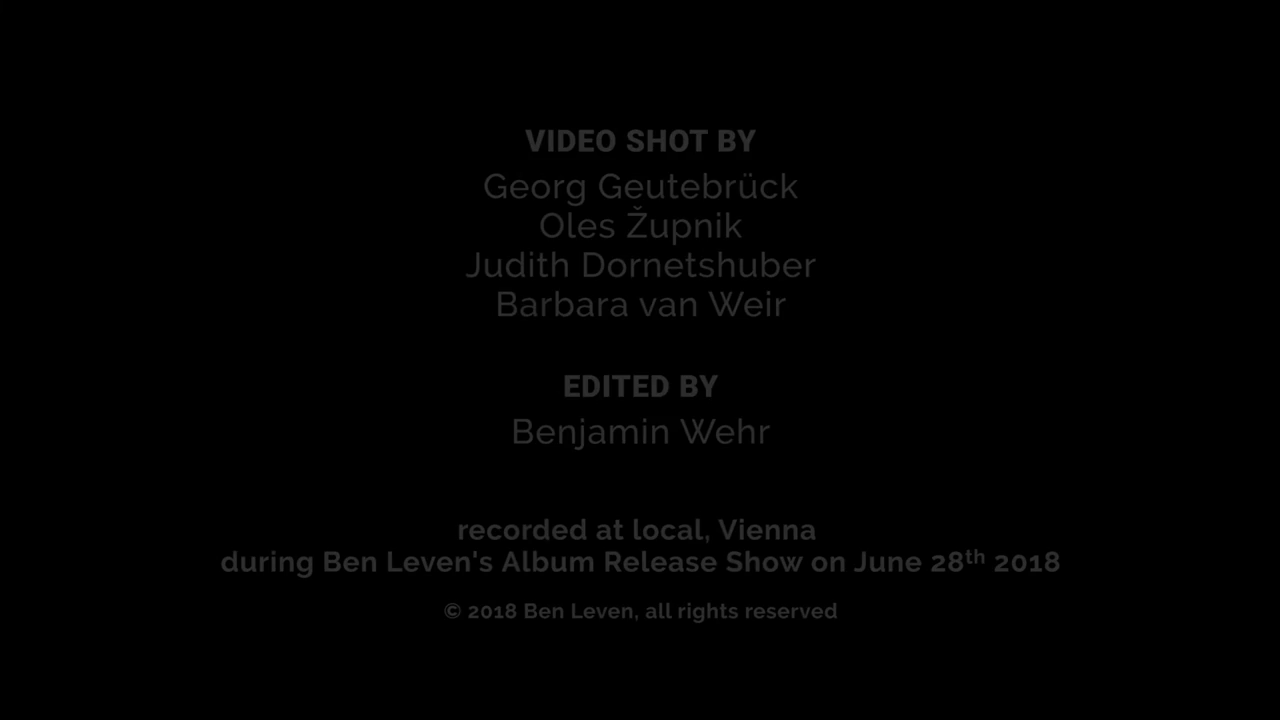 VIDEO SHOT BY
Georg Geutebrück
Oles Župnik
Judith Dornetshuber
Barbara van Weir
EDITED BY
Benjamin Wehr
recorded at local, Vienna
during Ben Leven's Album Release Show on June 28th 2018
© 2018 Ben Leven, all rights reserved